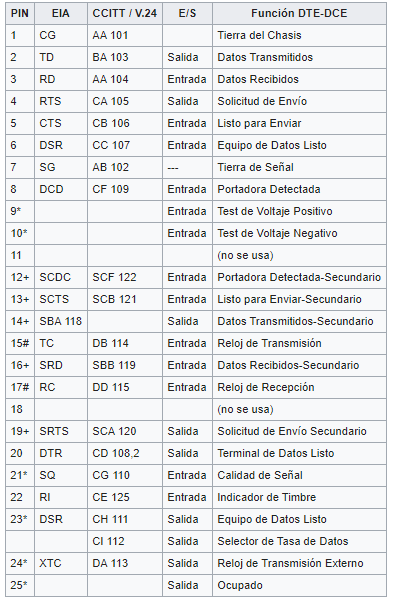 PIN EIA CCITT / V.24 E/S Función DTE-DCE
1 CG AA 101 Tierra del Chasis
2 TD BA 103 Salida Datos Transmitidos
3 RD AA 104 Entrada Datos Recibidos
4 RTS CA 105 Salida Solicitud de Envío
5 CTS CB 106 Entrada Listo para Enviar
6 DSR CC 107 Entrada Equipo de Datos Listo
7 SG AB 102 --- Tierra de Señal
8 DCD CF 109 Entrada Portadora Detectada
9* Entrada Test de Voltaje Positivo
10* Entrada Test de Voltaje Negativo
11 (no se usa)
12+ SCDC SCF 122 Entrada Portadora Detectada-Secundario
13+ SCTS SCB 121 Entrada Listo para Enviar-Secundario
14+ SBA 118 Salida Datos Transmitidos-Secundario
15# TC DB 114 Entrada Reloj de Transmisión
16+ SRD SBB 119 Entrada Datos Recibidos-Secundario
17# RC DD 115 Entrada Reloj de Recepción
18 (no se usa)
19+ SRTS SCA 120 Salida Solicitud de Envío Secundario
20 DTR CD 108,2 Salida Terminal de Datos Listo
21* SQ CG 110 Entrada Calidad de Señal
22 RI CE 125 Entrada Indicador de Timbre
23* DSR CH 111 Salida Equipo de Datos Listo
CI 112 Salida Selector de Tasa de Datos
24* XTC DA 113 Salida Reloj de Transmisión Externo
25* Salida Ocupado